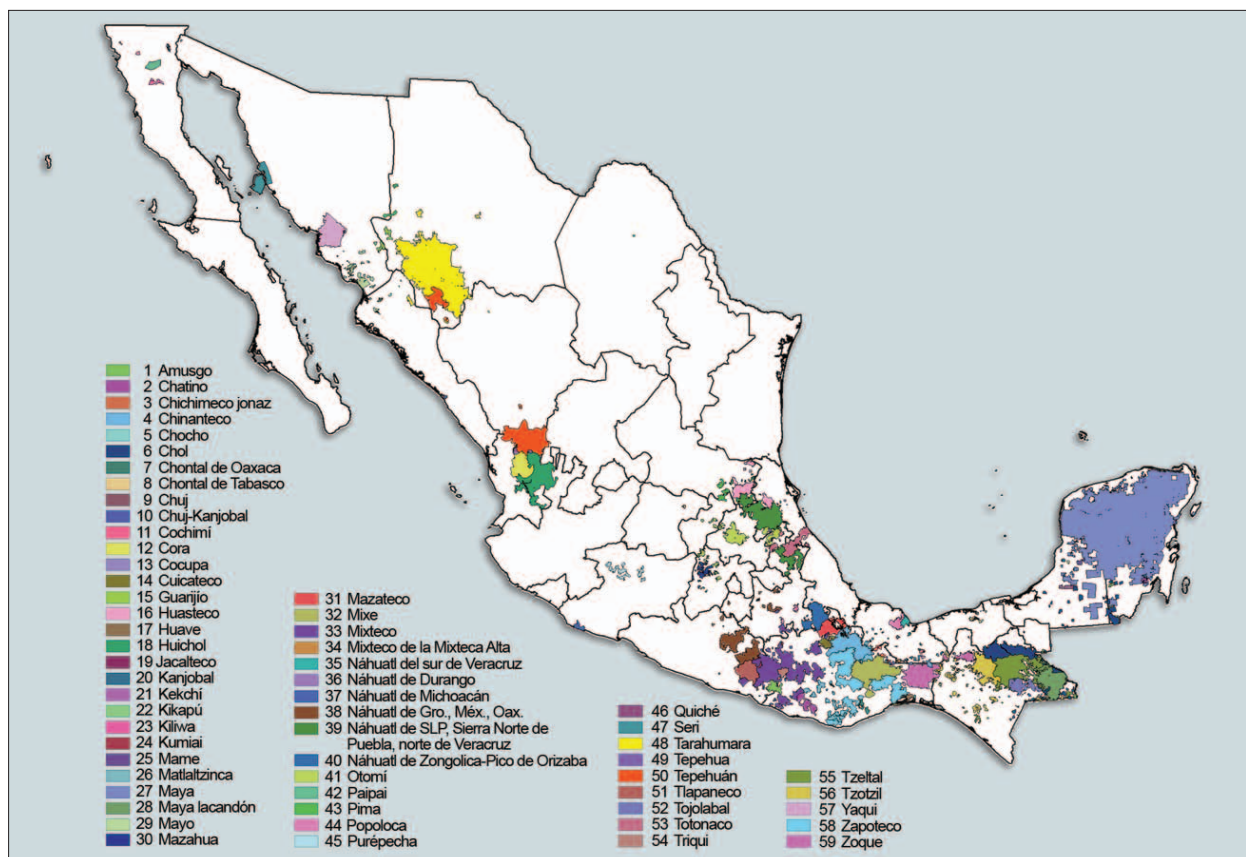 1 Amusgo
2 Chatino
3 Chichimeco jonaz
4 Chinanteco
5 Chocho
6 Chol
7 Chontal de Oaxaca
8 Chontal de Tabasco
9 Chuj
10 Chuj-Kanjobal
11 Cochimí
12 Cora
13 Cocupa
14 Cuicateco
15 Guarijío
16 Huasteco
17 Huave
18 Huichol
19 Jacalteco
20 Kanjobal
21 Kekchí
22 Kikapú
23 Kiliwa
24 Kumiai
25 Mame
26 Matlaltzinca
27 Maya
28 Maya lacandón
29 Mayo
30 Mazahua
31 Mazateco
32 Mixe
33 Mixteco
34 Mixteco de la Mixteca Alta
35 Náhuatl del sur de Veracruz
36 Náhuatl de Durango
37 Náhuatl de Michoacán
38 Náhuatl de Gro., Méx., Oax.
39 Náhuatl de SLP, Sierra Norte de
Puebla, norte de Veracruz
40 Náhuatl de Zongolica-Pico de Orizaba
41 Otomí
42 Paipai
43 Pima
44 Popoloca
45 Purépecha
46 Quiché
47 Seri
48 Tarahumara
49 Tepehua
50 Tepehuán
51 Tlapaneco
52 Tojolabal
53 Totonaco
54 Triqui
55 Tzeltal
56 Tzotzil
57 Yaqui
58 Zapoteco
59 Zoque